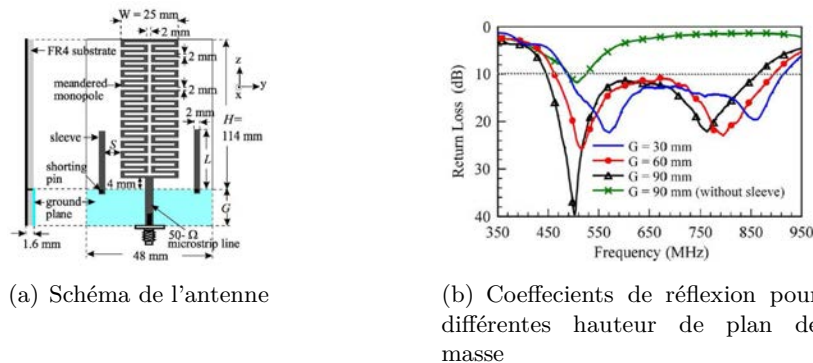 W = 25 mm
2 mm
FR4 substrate
2 mm
z
y
x
meandered
monopole
2 mm
2 mm
H=
114 mm
sleeve
S
L
shorting
pin
4 mm
ground
plane
G
50- Ω
microstrip line
1.6 mm
48 mm
(a) Schéma de l'antenne
Return Loss (dB)
0
10
20
30
40
G = 30 mm
G = 60 mm
G = 90 mm
G = 90 mm (without sleeve)
350 450 550 650 750 850 950
Frequency (MHz)
(b) Coeffecients de réflexion pour
différentes hauteur de plan de
masse